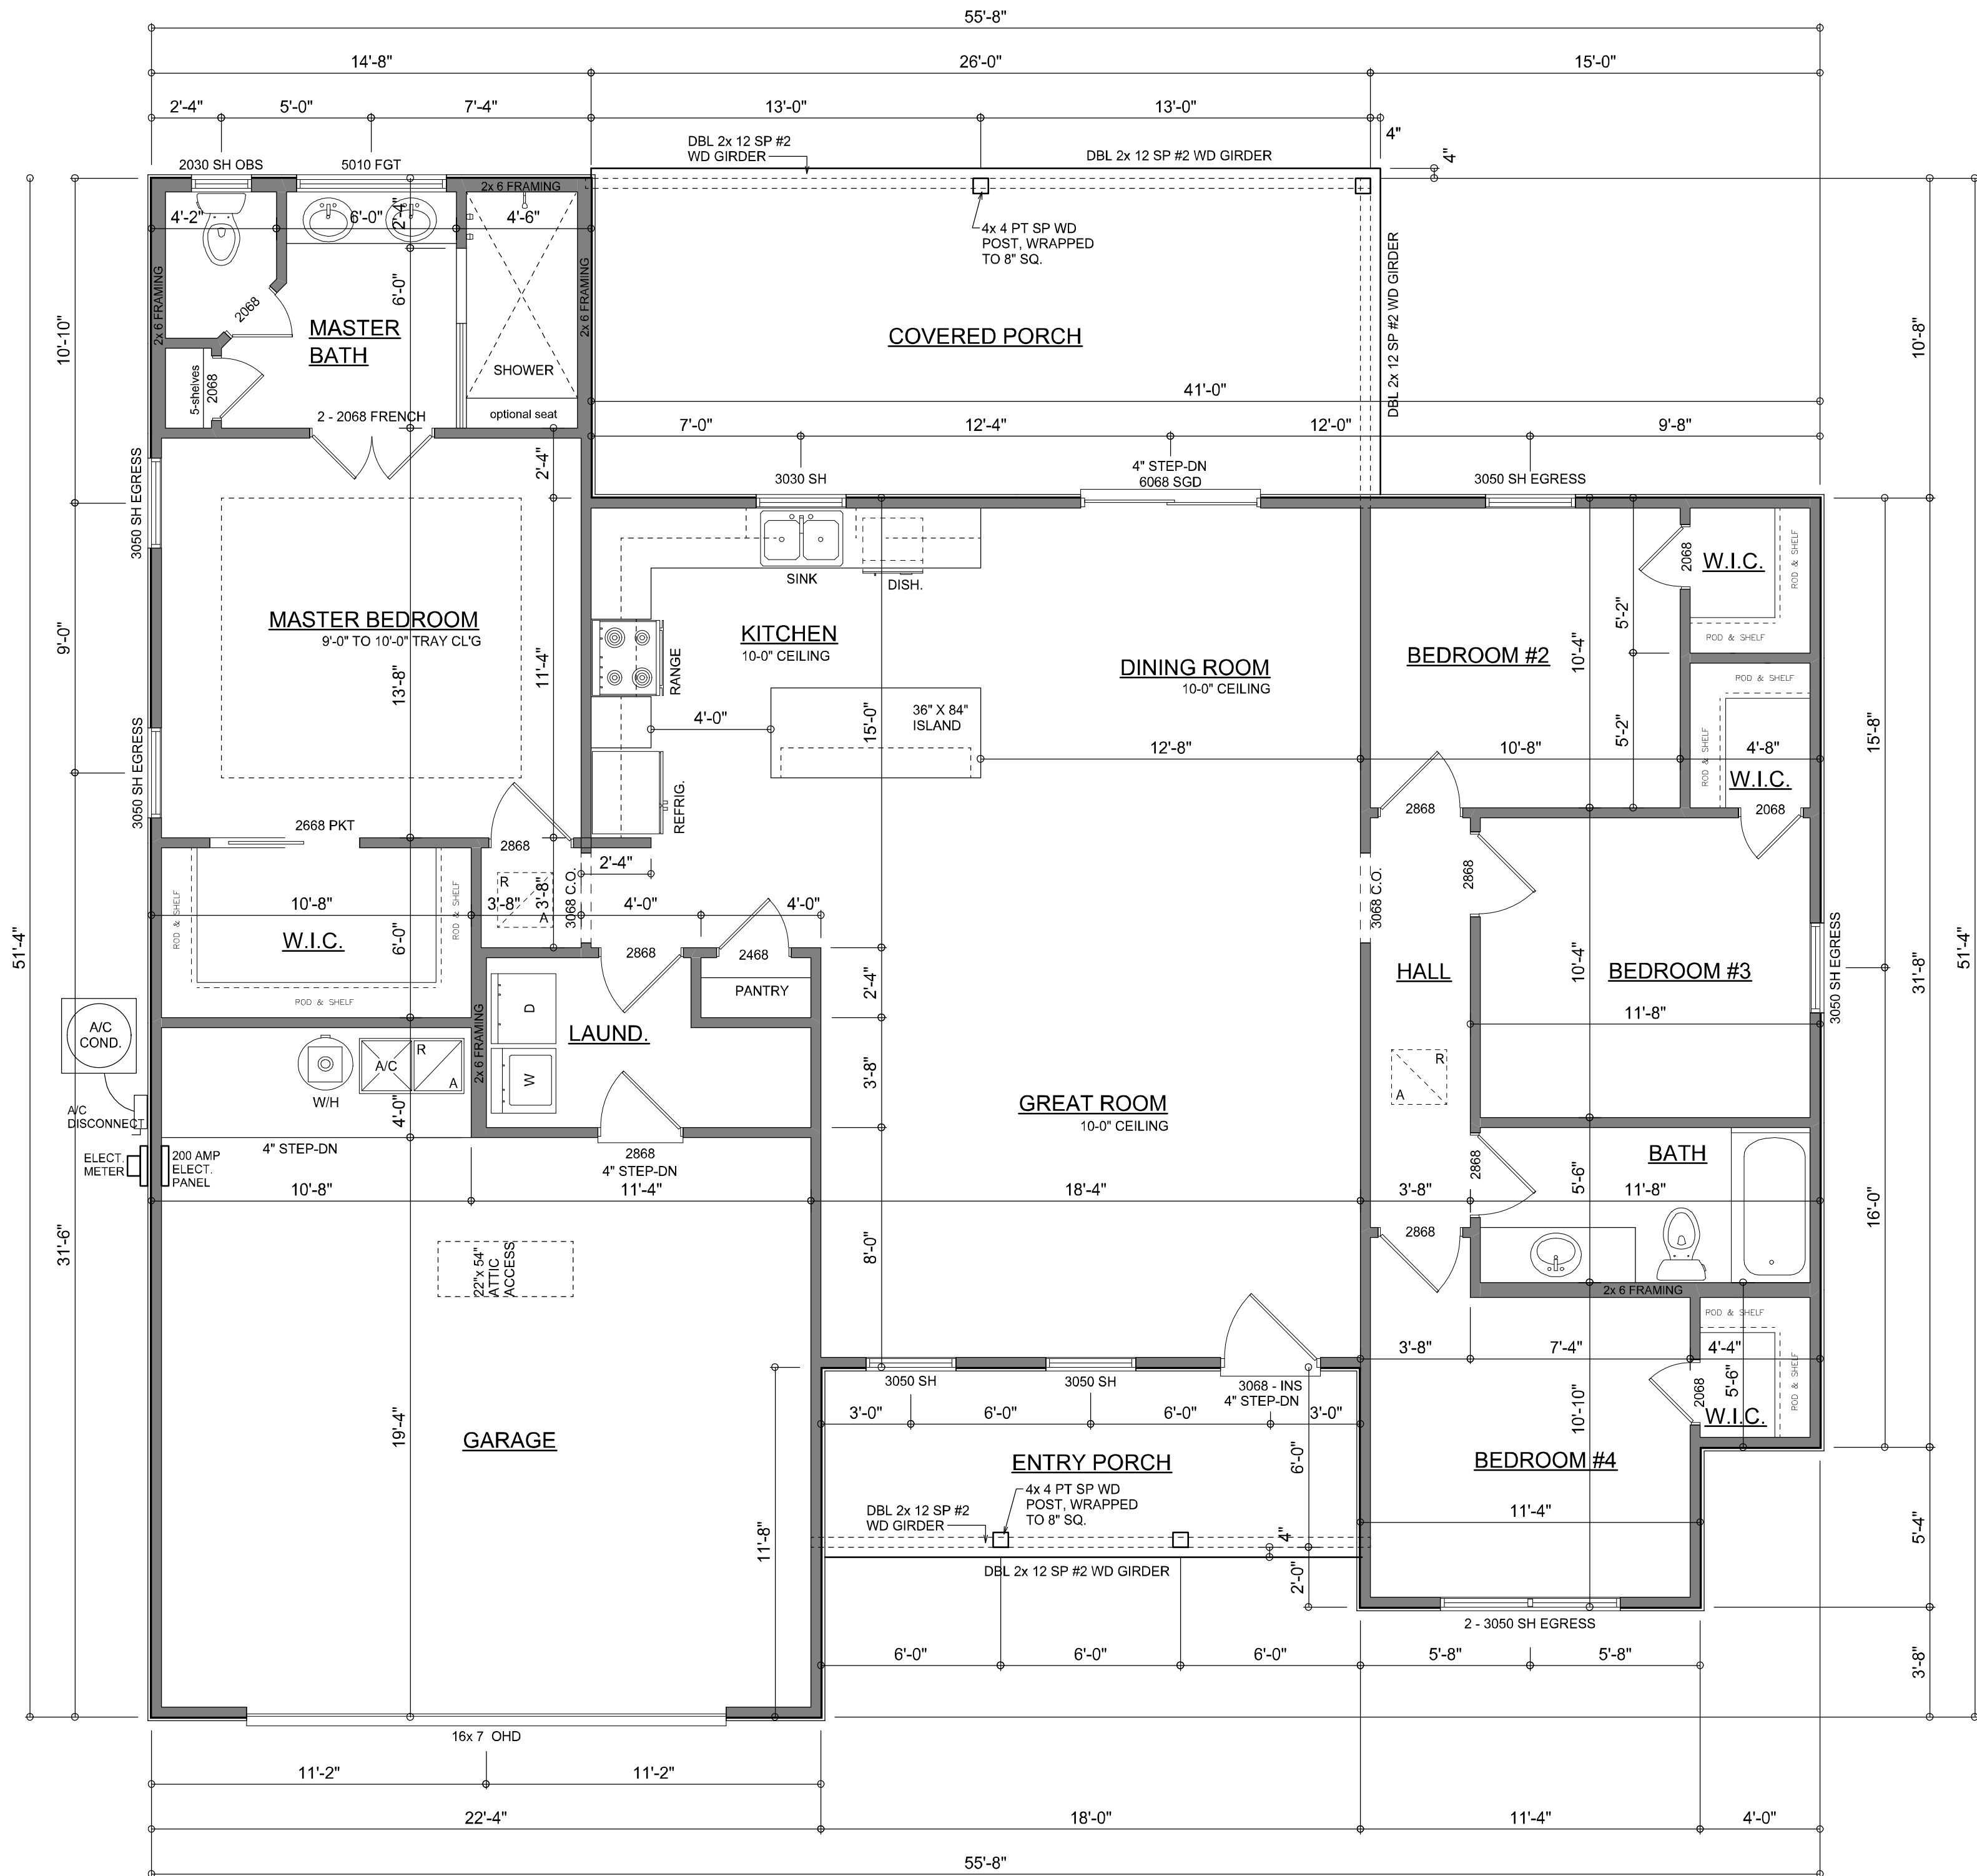 55'-8"
14'-8" 26'-0" 15'-0"
2'-4" 5'-0" 7'-4" 13'-0" 13'-0" 4"
4"
DBL 2x 12 SP #2
WD GIRDER
DBL 2x 12 SP #2 WD GIRDER
2030 SH OBS 5010 FGT
2x 6 FRAMING
4'-2" 6'-0" 2'-4" 4'-6"
4x 4 PT SP WD
POST, WRAPPED
TO 8" SQ.
DBL 2x 12 SP #2 WD GIRDER
2x 6 FRAMING
2x 6 FRAMING
6'-0"
2068
MASTER
BATH
COVERED PORCH
10'-10"
10'-8"
SHOWER
5-shelves
2068
optional seat
2 - 2068 FRENCH
41'-0"
7'-0" 12'-4" 12'-0" 9'-8"
2'-4"
3050 SH EGRESS
3030 SH
4" STEP-DN
6068 SGD
3050 SH EGRESS
SINK
DISH.
2068
W.I.C.
ROD & SHELF
ROD & SHELF
5'-2"
9'-0"
MASTER BEDROOM
9'-0" TO 10'-0" TRAY CL'G
13'-8"
11'-4"
KITCHEN
10-0" CEILING
RANGE
DINING ROOM
10-0" CEILING
BEDROOM #2
10'-4"
ROD & SHELF
4'-0"
36" X 84"
ISLAND
15'-0"
12'-8"
10'-8"
5'-2"
4'-8"
ROD & SHELF
W.I.C.
15'-8"
3050 SH EGRESS
REFRIG.
2668 PKT
2868
2868
2068
2'-4"
R
A
3'-8"
3068 C.O.
3068 C.O.
2868
ROD & SHELF
10'-8"
ROD & SHELF
3'-8" 4'-0" 4'-0"
W.I.C.
6'-0"
ROD & SHELF
2868
2468
PANTRY
2'-4"
HALL
10'-4"
BEDROOM #3
11'-8"
3050 SH EGRESS
51'-4"
31'-8"
51'-4"
A/C
COND.
2x 6 FRAMING
D
LAUND.
W
W/H
A/C
R
A
3'-8"
R
A
4'-0"
A/C
DISCONNECT
4" STEP-DN
GREAT ROOM
10-0" CEILING
ELECT.
METER
200 AMP
ELECT.
PANEL
2868
4" STEP-DN
2868
BATH
5'-6"
10'-8" 11'-4" 18'-4" 3'-8" 11'-8"
16'-0"
31'-6"
22"x 54"
ATTIC
ACCESS
8'-0"
2868
2x 6 FRAMING
ROD & SHELF
3'-8" 7'-4" 4'-4"
3050 SH
3050 SH
3068 - INS
4" STEP-DN
2068
5'-6"
ROD & SHELF
W.I.C.
10'-10"
3'-0" 6'-0" 6'-0" 3'-0"
19'-4"
GARAGE
ENTRY PORCH
6'-0"
BEDROOM #4
4x 4 PT SP WD
POST, WRAPPED
TO 8" SQ.
DBL 2x 12 SP #2
WD GIRDER
11'-4"
11'-8"
4"
DBL 2x 12 SP #2 WD GIRDER
2'-0"
5'-4"
2 - 3050 SH EGRESS
6'-0" 6'-0" 6'-0" 5'-8" 5'-8"
3'-8"
16x 7 OHD
11'-2" 11'-2"
22'-4" 18'-0" 11'-4" 4'-0"
55'-8"